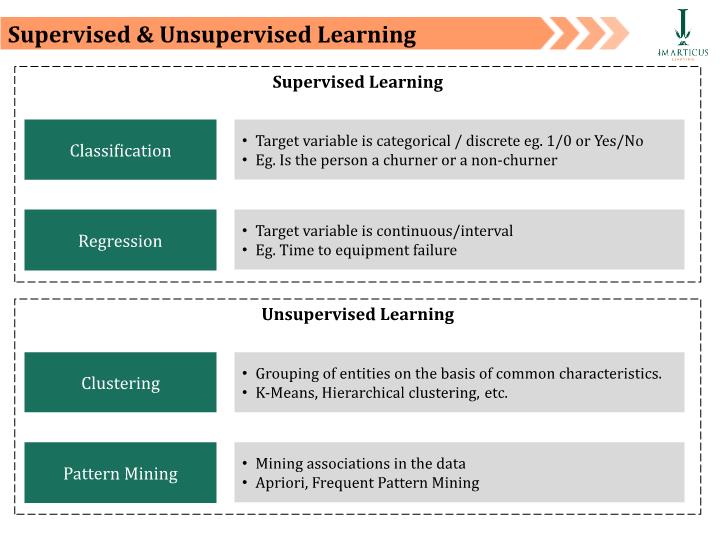 Supervised & Unsupervised Learning
IMARTICUS
LEARNING
Supervised Learning
Classification
• Target variable is categorical / discrete eg. 1/0 or Yes/No
• Eg. Is the person a churner or a non-churner
Regression
• Target variable is continuous/interval
• Eg. Time to equipment failure
Unsupervised Learning
Clustering
• Grouping of entities on the basis of common characteristics.
• K-Means, Hierarchical clustering, etc.
Pattern Mining
• Mining associations in the data
• Apriori, Frequent Pattern Mining